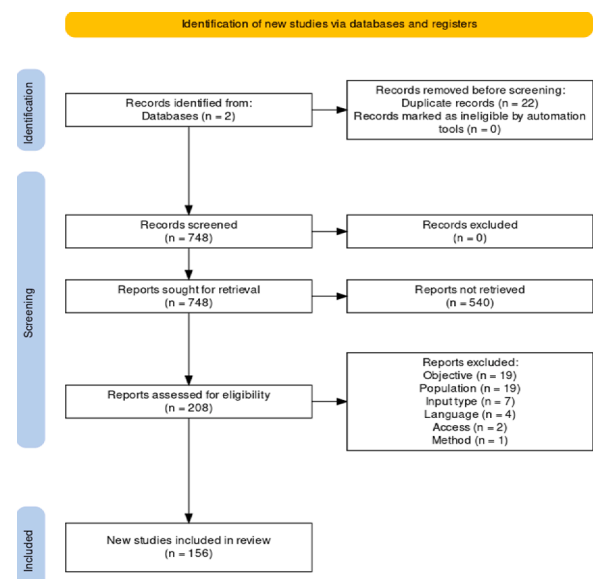 Identification of new studies via databases and registers
Identification
Records identified from:
Databases (n = 2)
Records removed before screening:
Duplicate records (n = 22)
Records marked as ineligible by automation
tools (n = 0)
Screening
Records screened
(n = 748)
Records excluded
(n = 0)
Reports sought for retrieval
(n = 748)
Reports not retrieved
(n = 540)
Reports assessed for eligibility
(n = 208)
Reports excluded:
Objective (n = 19)
Population (n = 19)
Input type (n = 7)
Language (n = 4)
Access (n = 2)
Method (n = 1)
Included
New studies included in review
(n = 156)